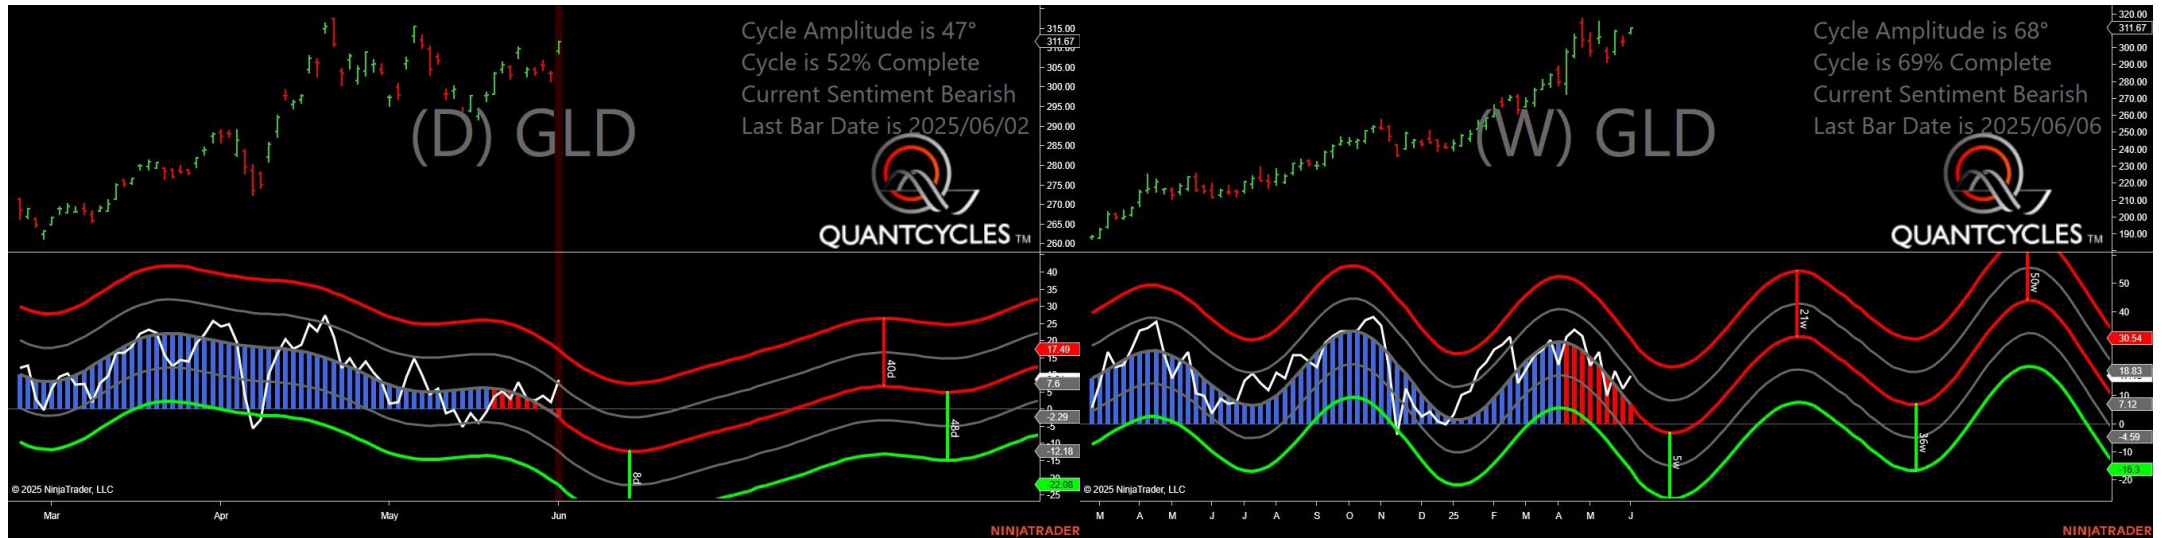 Cycle Amplitude is 47°
Cycle is 52% Complete
Current Sentiment Bearish
Last Bar Date is 2025/06/02
(D) GLD
QUANTCYCLES TM
315.00
311.67
305.00
300.00
295.00
290.00
285.00
280.00
275.00
270.00
265.00
260.00
40
35
30
25
20
17.49
15
7.6
5
0
-2.29
-5
-10
-12.18
-15
-22.08
-25
40d
48d
8d
© 2025 NinjaTrader, LLC
Mar Apr May Jun
NINJATRADER
Cycle Amplitude is 68°
Cycle is 69% Complete
Current Sentiment Bearish
Last Bar Date is 2025/06/06
(W) GLD
QUANTCYCLES TM
320.00
311.67
300.00
290.00
280.00
270.00
260.00
250.00
240.00
230.00
220.00
210.00
200.00
190.00
50
40
30.54
18.83
10
7.12
0
-4.59
-10
-16.3
-20
21w
50w
5w
36w
© 2025 NinjaTrader, LLC
M A M J J A S O N D 25 F M A M J
NINJATRADER